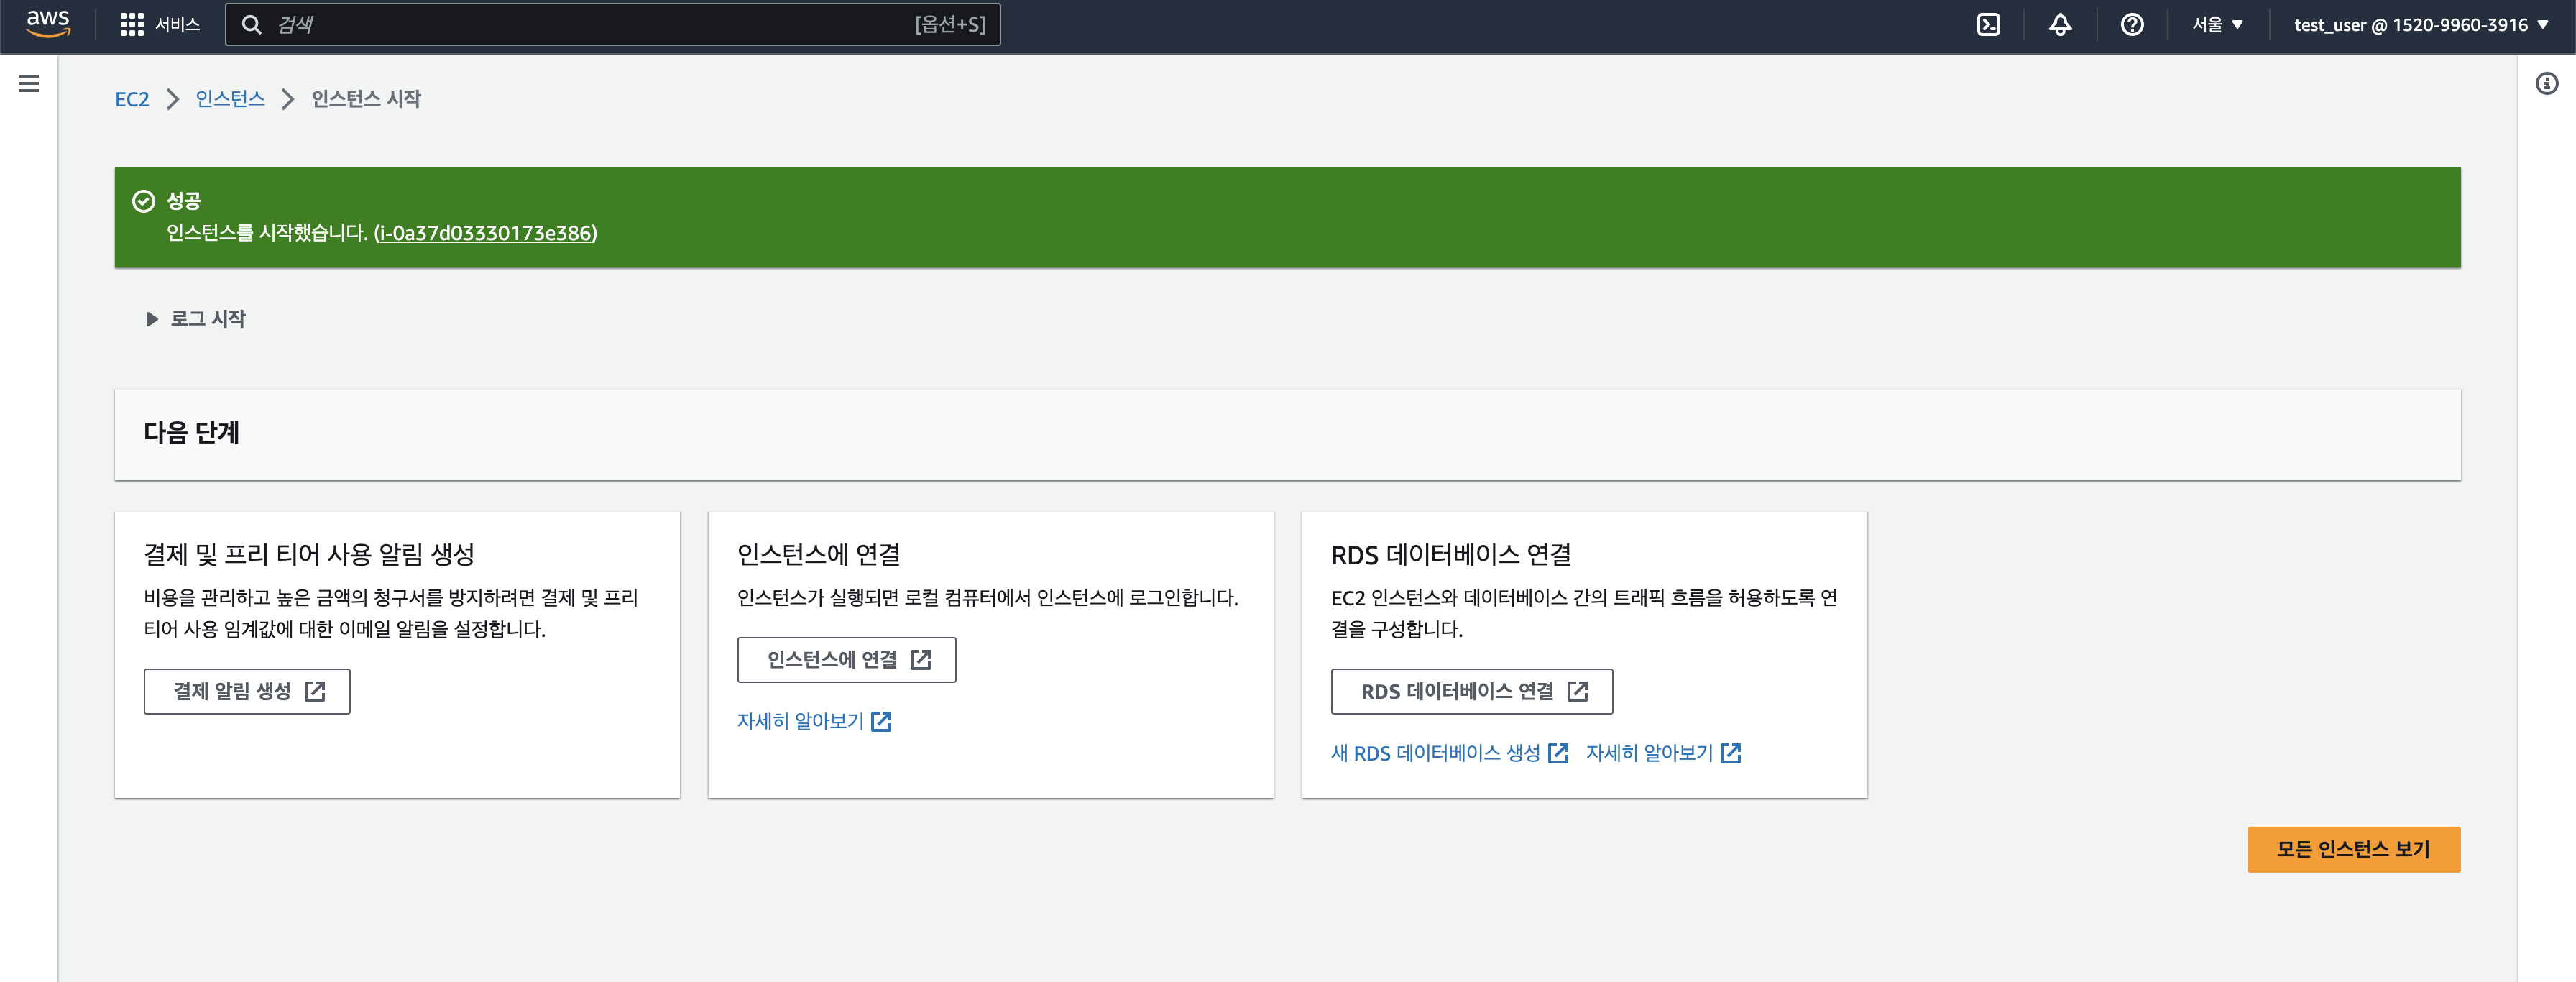 aws
서비스
검색
[옵션+S]
서울
test_user @ 1520-9960-3916
EC2
인스턴스
인스턴스 시작
성공
인스턴스를 시작했습니다. (i-0a37d03330173e386)
로그 시작
다음 단계
결제 및 프리 티어 사용 알림 생성
비용을 관리하고 높은 금액의 청구서를 방지하려면 결제 및 프리
티어 사용 임계값에 대한 이메일 알림을 설정합니다.
결제 알림 생성
인스턴스에 연결
인스턴스가 실행되면 로컬 컴퓨터에서 인스턴스에 로그인합니다.
인스턴스에 연결
자세히 알아보기
RDS 데이터베이스 연결
EC2 인스턴스와 데이터베이스 간의 트래픽 흐름을 허용하도록 연
결을 구성합니다.
RDS 데이터베이스 연결
새 RDS 데이터베이스 생성
자세히 알아보기
모든 인스턴스 보기